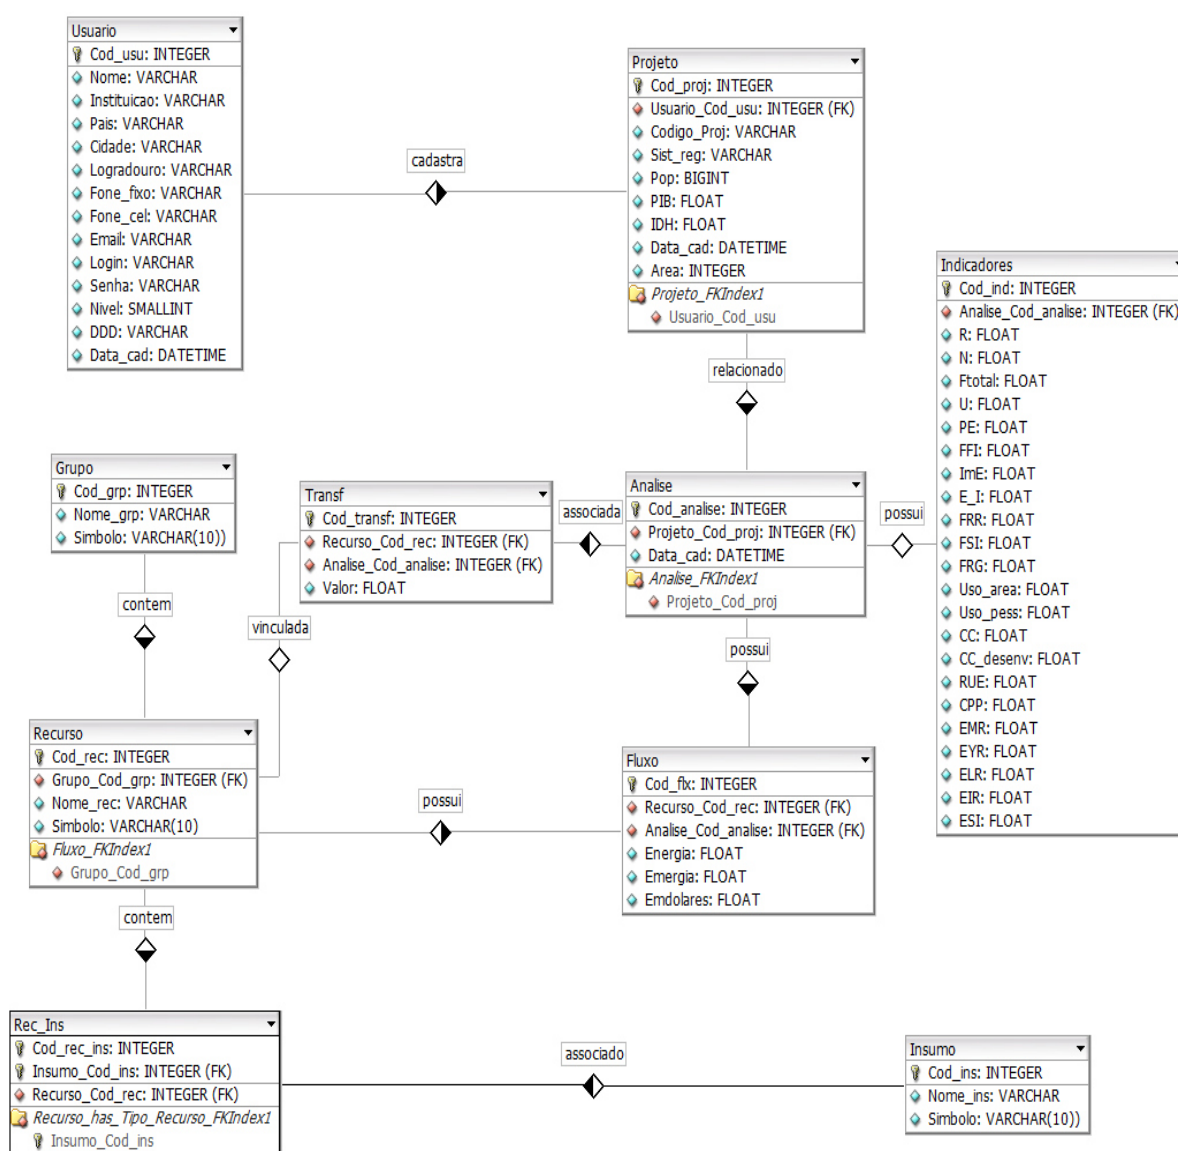 Usuario
Cod_usu: INTEGER
Nome: VARCHAR
Instituicao: VARCHAR
Pais: VARCHAR
Cidade: VARCHAR
Logradouro: VARCHAR
Fone_fixo: VARCHAR
Fone_cel: VARCHAR
Email: VARCHAR
Login: VARCHAR
Senha: VARCHAR
Nivel: SMALLINT
DDD: VARCHAR
Data_cad: DATETIME
cadastra
Projeto
Cod_proj: INTEGER
Usuario_Cod_usu: INTEGER (FK)
Codigo_Proj: VARCHAR
Sist_reg: VARCHAR
Pop: BIGINT
PIB: FLOAT
IDH: FLOAT
Data_cad: DATETIME
Area: INTEGER
Projeto_FKIndex1
Usuario_Cod_usu
relacionado
Indicadores
Cod_ind: INTEGER
Analise_Cod_analise: INTEGER (FK)
R: FLOAT
N: FLOAT
Ftotal: FLOAT
U: FLOAT
PE: FLOAT
FFI: FLOAT
ImE: FLOAT
E_I: FLOAT
FRR: FLOAT
FSI: FLOAT
FRG: FLOAT
Uso_area: FLOAT
Uso_pess: FLOAT
CC: FLOAT
CC_desenv: FLOAT
RUE: FLOAT
CPP: FLOAT
EMR: FLOAT
EYR: FLOAT
ELR: FLOAT
EIR: FLOAT
ESI: FLOAT
Grupo
Cod_grp: INTEGER
Nome_grp: VARCHAR
Simbolo: VARCHAR(10))
contem
Transf
Cod_transf: INTEGER
Recurso_Cod_rec: INTEGER (FK)
Analise_Cod_analise: INTEGER (FK)
Valor: FLOAT
vinculada
associada
Analise
Cod_analise: INTEGER
Projeto_Cod_proj: INTEGER (FK)
Data_cad: DATETIME
Analise_FKIndex1
Projeto_Cod_proj
possui
possui
Recurso
Cod_rec: INTEGER
Grupo_Cod_grp: INTEGER (FK)
Nome_rec: VARCHAR
Simbolo: VARCHAR(10)
Fluxo_FKIndex1
Grupo_Cod_grp
possui
Fluxo
Cod_flx: INTEGER
Recurso_Cod_rec: INTEGER (FK)
Analise_Cod_analise: INTEGER (FK)
Energia: FLOAT
Emergia: FLOAT
Emdolares: FLOAT
contem
Rec_Ins
Cod_rec_ins: INTEGER
Insumo_Cod_ins: INTEGER (FK)
Recurso_Cod_rec: INTEGER (FK)
Recurso_has_Tipo_Recurso_FKIndex1
Insumo_Cod_ins
associado
Insumo
Cod_ins: INTEGER
Nome_ins: VARCHAR
Simbolo: VARCHAR(10))